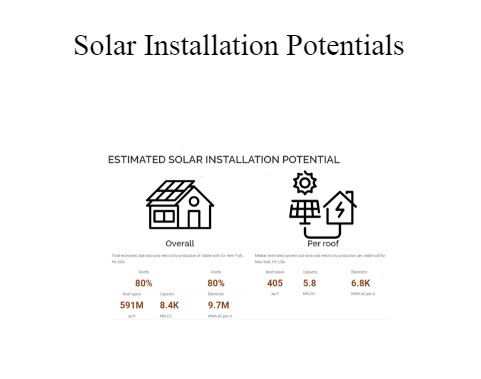 Solar Installation Potentials
ESTIMATED SOLAR INSTALLATION POTENTIAL
Overall
Total estimated size and solar electricity production of viable roofs for New York,
NY, USA
Roofs
80%
Roofs
80%
Roof space
591M
sq ft
Capacity
8.4K
MW DC
Electricity
9.7M
MWh AC per yr
Per roof
Median estimated system size and solar electricity production per viable roof for
New York, NY, USA
Roof space
405
sq ft
Capacity
5.8
MW DC
Electricity
6.8K
MWh AC per yr